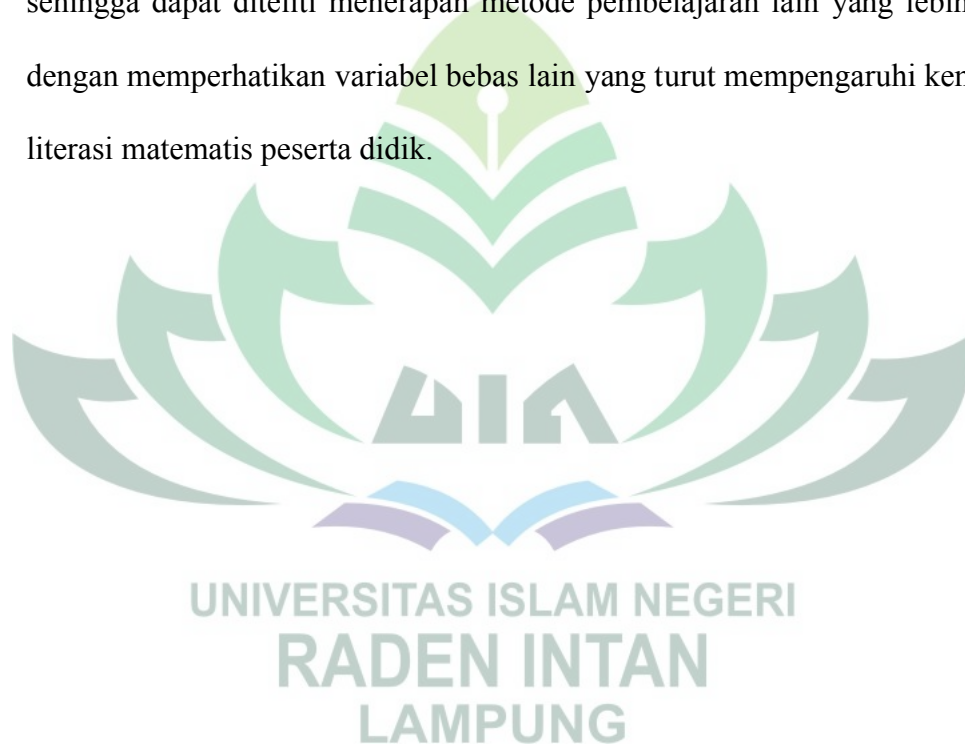 sehingga dapat diteliti menerapan metode pembelajaran lain yang lebih
dengan memperhatikan variabel bebas lain yang turut mempengaruhi
literasi matematis peserta didik.
UIN
UNIVERSITAS ISLAM NEGERI
RADEN INTAN
LAMPUNG